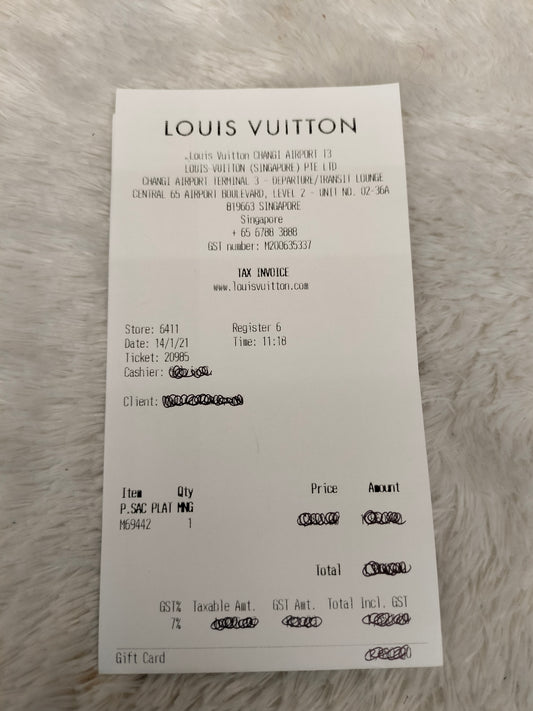 LOUIS VUITTON
Louis Vuitton CHANGI AIRPORT T3
LOUIS VUITTON (SINGAPORE) PTE LTD
CHANGI AIRPORT TERMINAL 3 - DEPARTURE/TRANSIT LOUNGE
CENTRAL 65 AIRPORT BOULEVARD, LEVEL 2 - UNIT NO. 02-36A
819663 SINGAPORE
Singapore
+ 65 6788 3888
GST number: M200635337
TAX INVOICE
www.louisvuitton.com
Store: 6411 Register 6
Date: 14/1/21 Time: 11:18
Ticket: 20985
Cashier:
Client:
Item Qty Price Amount
P.SAC PLAT MNG
M69442 1
Total
GST% Taxable Amt. GST Amt. Total Incl. GST
7%
Gift Card